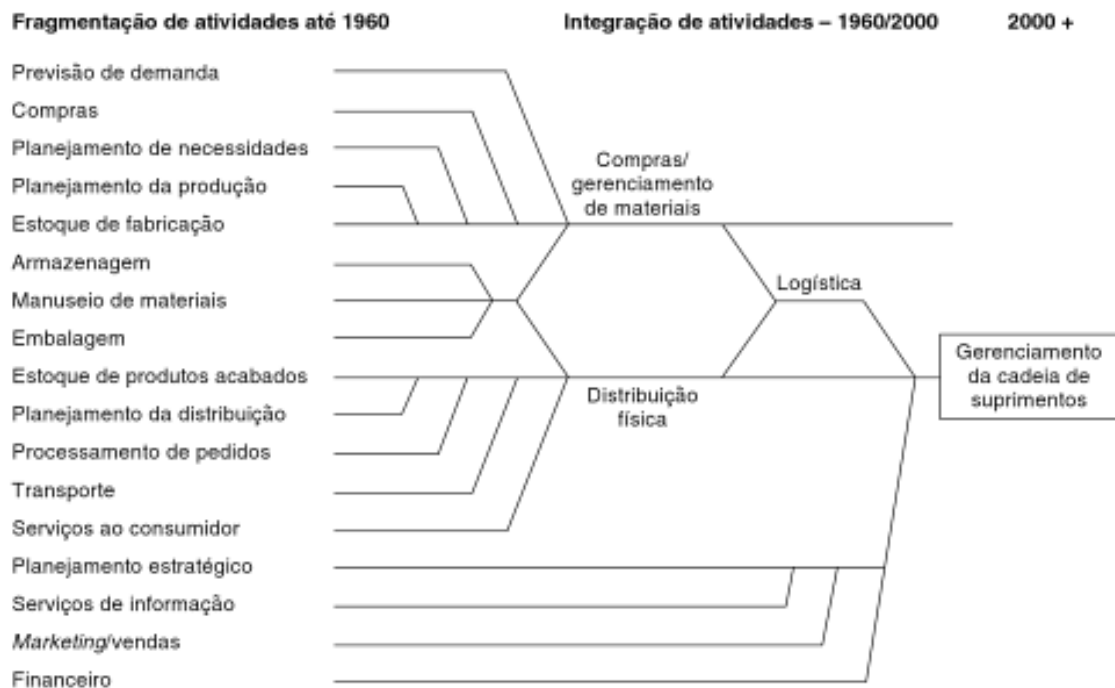 Fragmentação de atividades até 1960
Integração de atividades – 1960/2000
2000 +
Previsão de demanda
Compras
Planejamento de necessidades
Planejamento da produção
Estoque de fabricação
Armazenagem
Manuseio de materiais
Embalagem
Estoque de produtos acabados
Planejamento da distribuição
Processamento de pedidos
Transporte
Serviços ao consumidor
Planejamento estratégico
Serviços de informação
Marketing/vendas
Financeiro
Compras/
gerenciamento
de materiais
Distribuição
física
Logística
Gerenciamento
da cadeia de
suprimentos